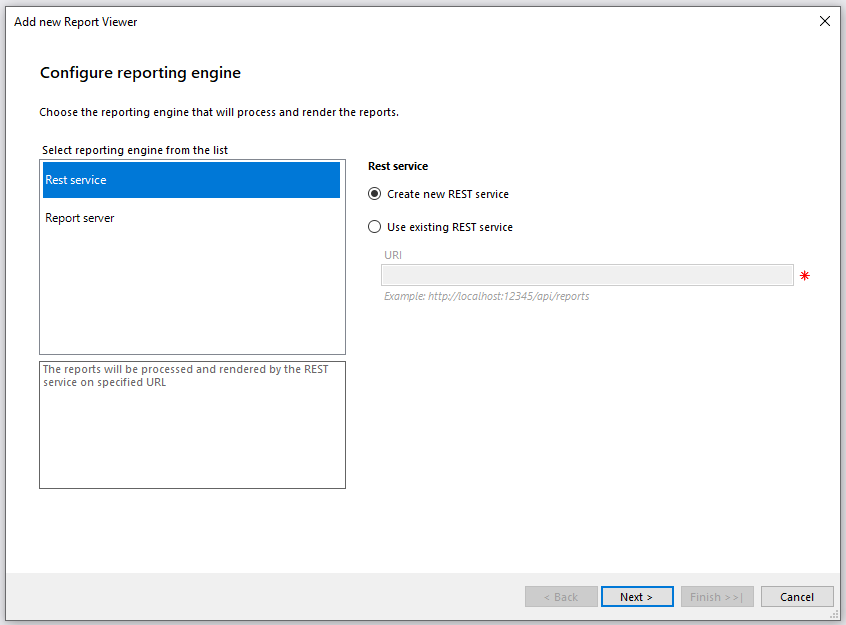 Add new Report Viewer
Configure reporting engine
Choose the reporting engine that will process and render the reports.
Select reporting engine from the list
Rest service
Report server
The reports will be processed and rendered by the REST
service on specified URL
Rest service
Create new REST service
Use existing REST service
URI
*
Example: http://localhost:12345/api/reports
< Back
Next >
Finish >>|
Cancel